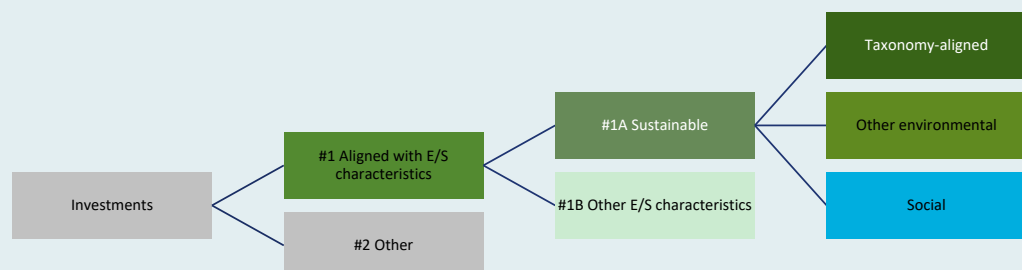 Investments
#1 Aligned with E/S
characteristics
#2 Other
#1A Sustainable
#1B Other E/S characteristics
Taxonomy-aligned
Other environmental
Social